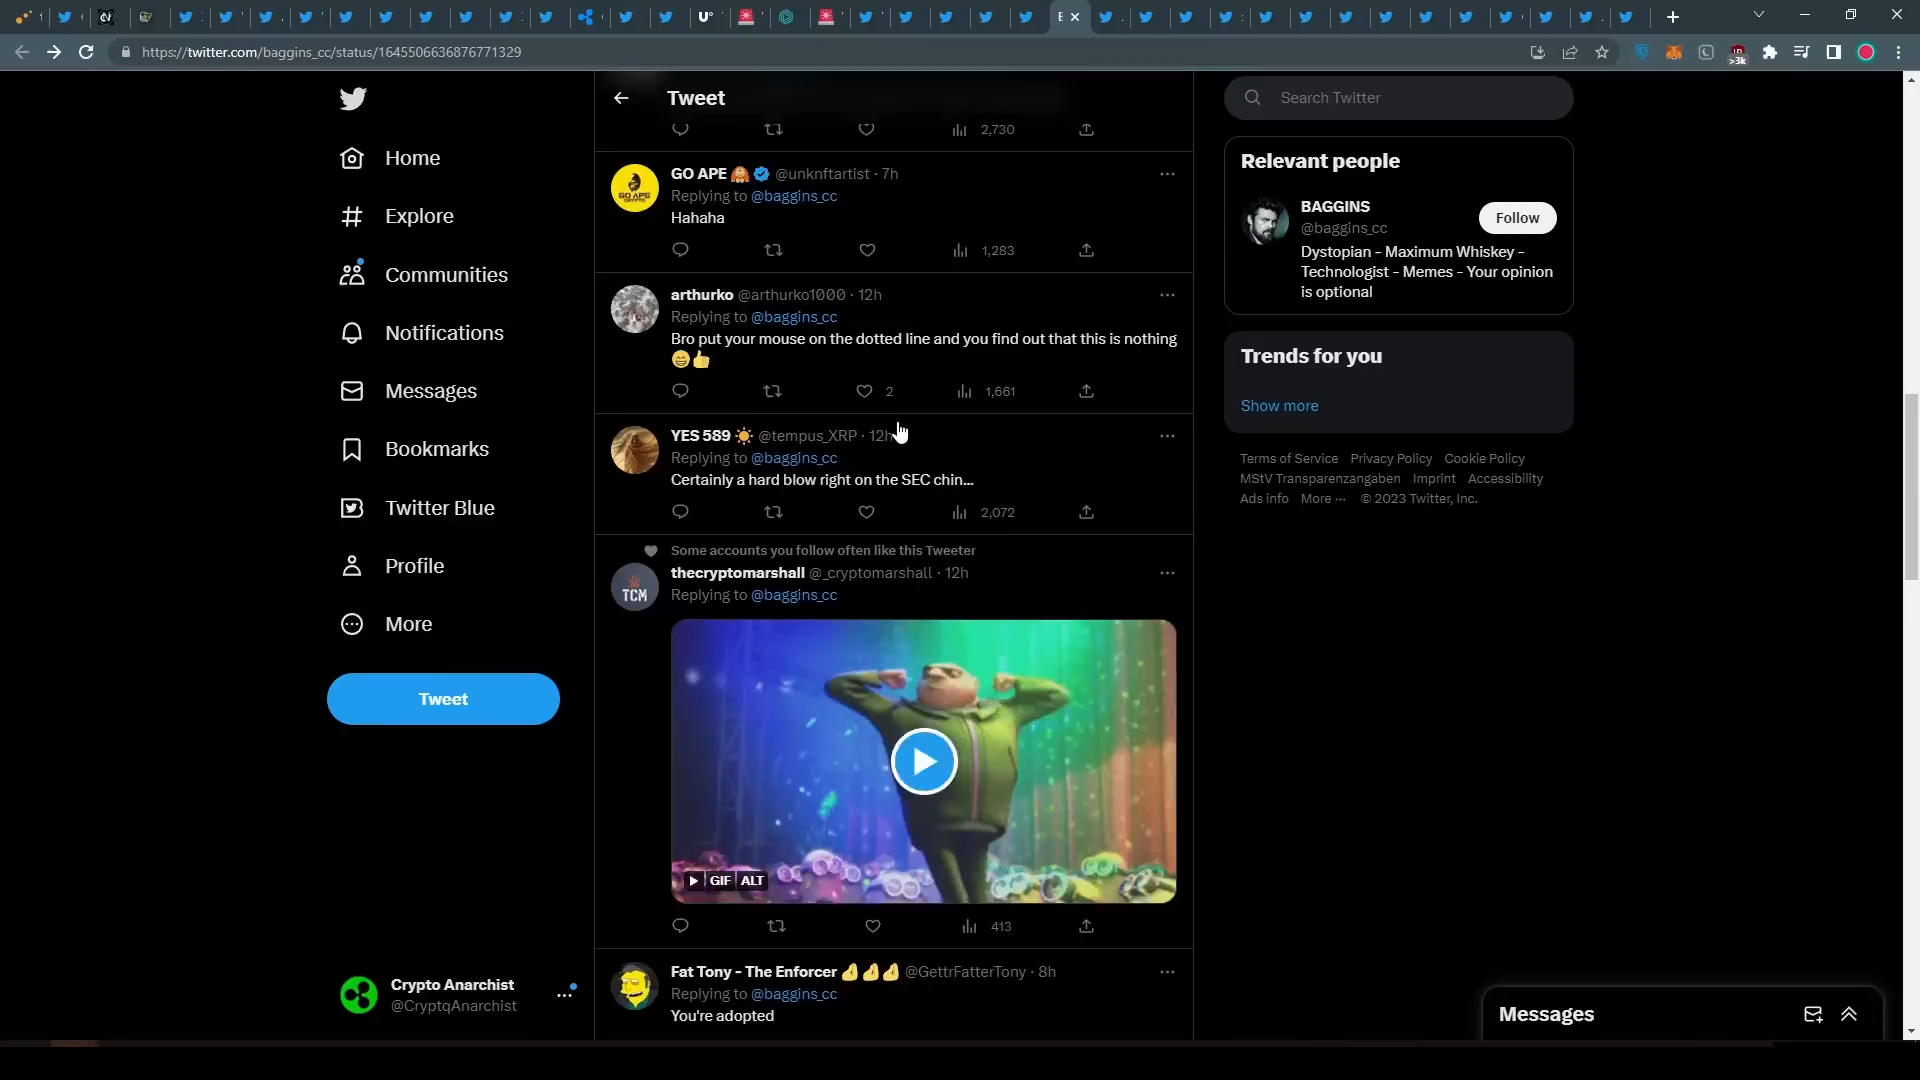 https://twitter.com/baggins_cc/status/1645506636876771329
>3k
Home
Explore
Communities
Notifications
Messages
Bookmarks
Twitter Blue
Profile
More
Tweet
Crypto Anarchist
@CryptqAnarchist
Tweet
2,730
GO APE @unknftartist · 7h
Replying to @baggins_cc
Hahaha
1,283
arthurko @arthurko1000 · 12h
Replying to @baggins_cc
Bro put your mouse on the dotted line and you find out that this is nothing
😄👍
2 1,661
YES 589 ☀️ @tempus_XRP · 12h
Replying to @baggins_cc
Certainly a hard blow right on the SEC chin...
2,072
Some accounts you follow often like this Tweeter
thecryptomarshall @_cryptomarshall · 12h
TCM
Replying to @baggins_cc
GIF ALT
413
Fat Tony - The Enforcer @GettrFatterTony · 8h
Replying to @baggins_cc
You're adopted
Search Twitter
Relevant people
BAGGINS
@baggins_cc
Follow
Dystopian - Maximum Whiskey -
Technologist - Memes - Your opinion
is optional
Trends for you
Show more
Terms of Service Privacy Policy Cookie Policy
MStV Transparenzangaben Imprint Accessibility
Ads info More ··· © 2023 Twitter, Inc.
Messages